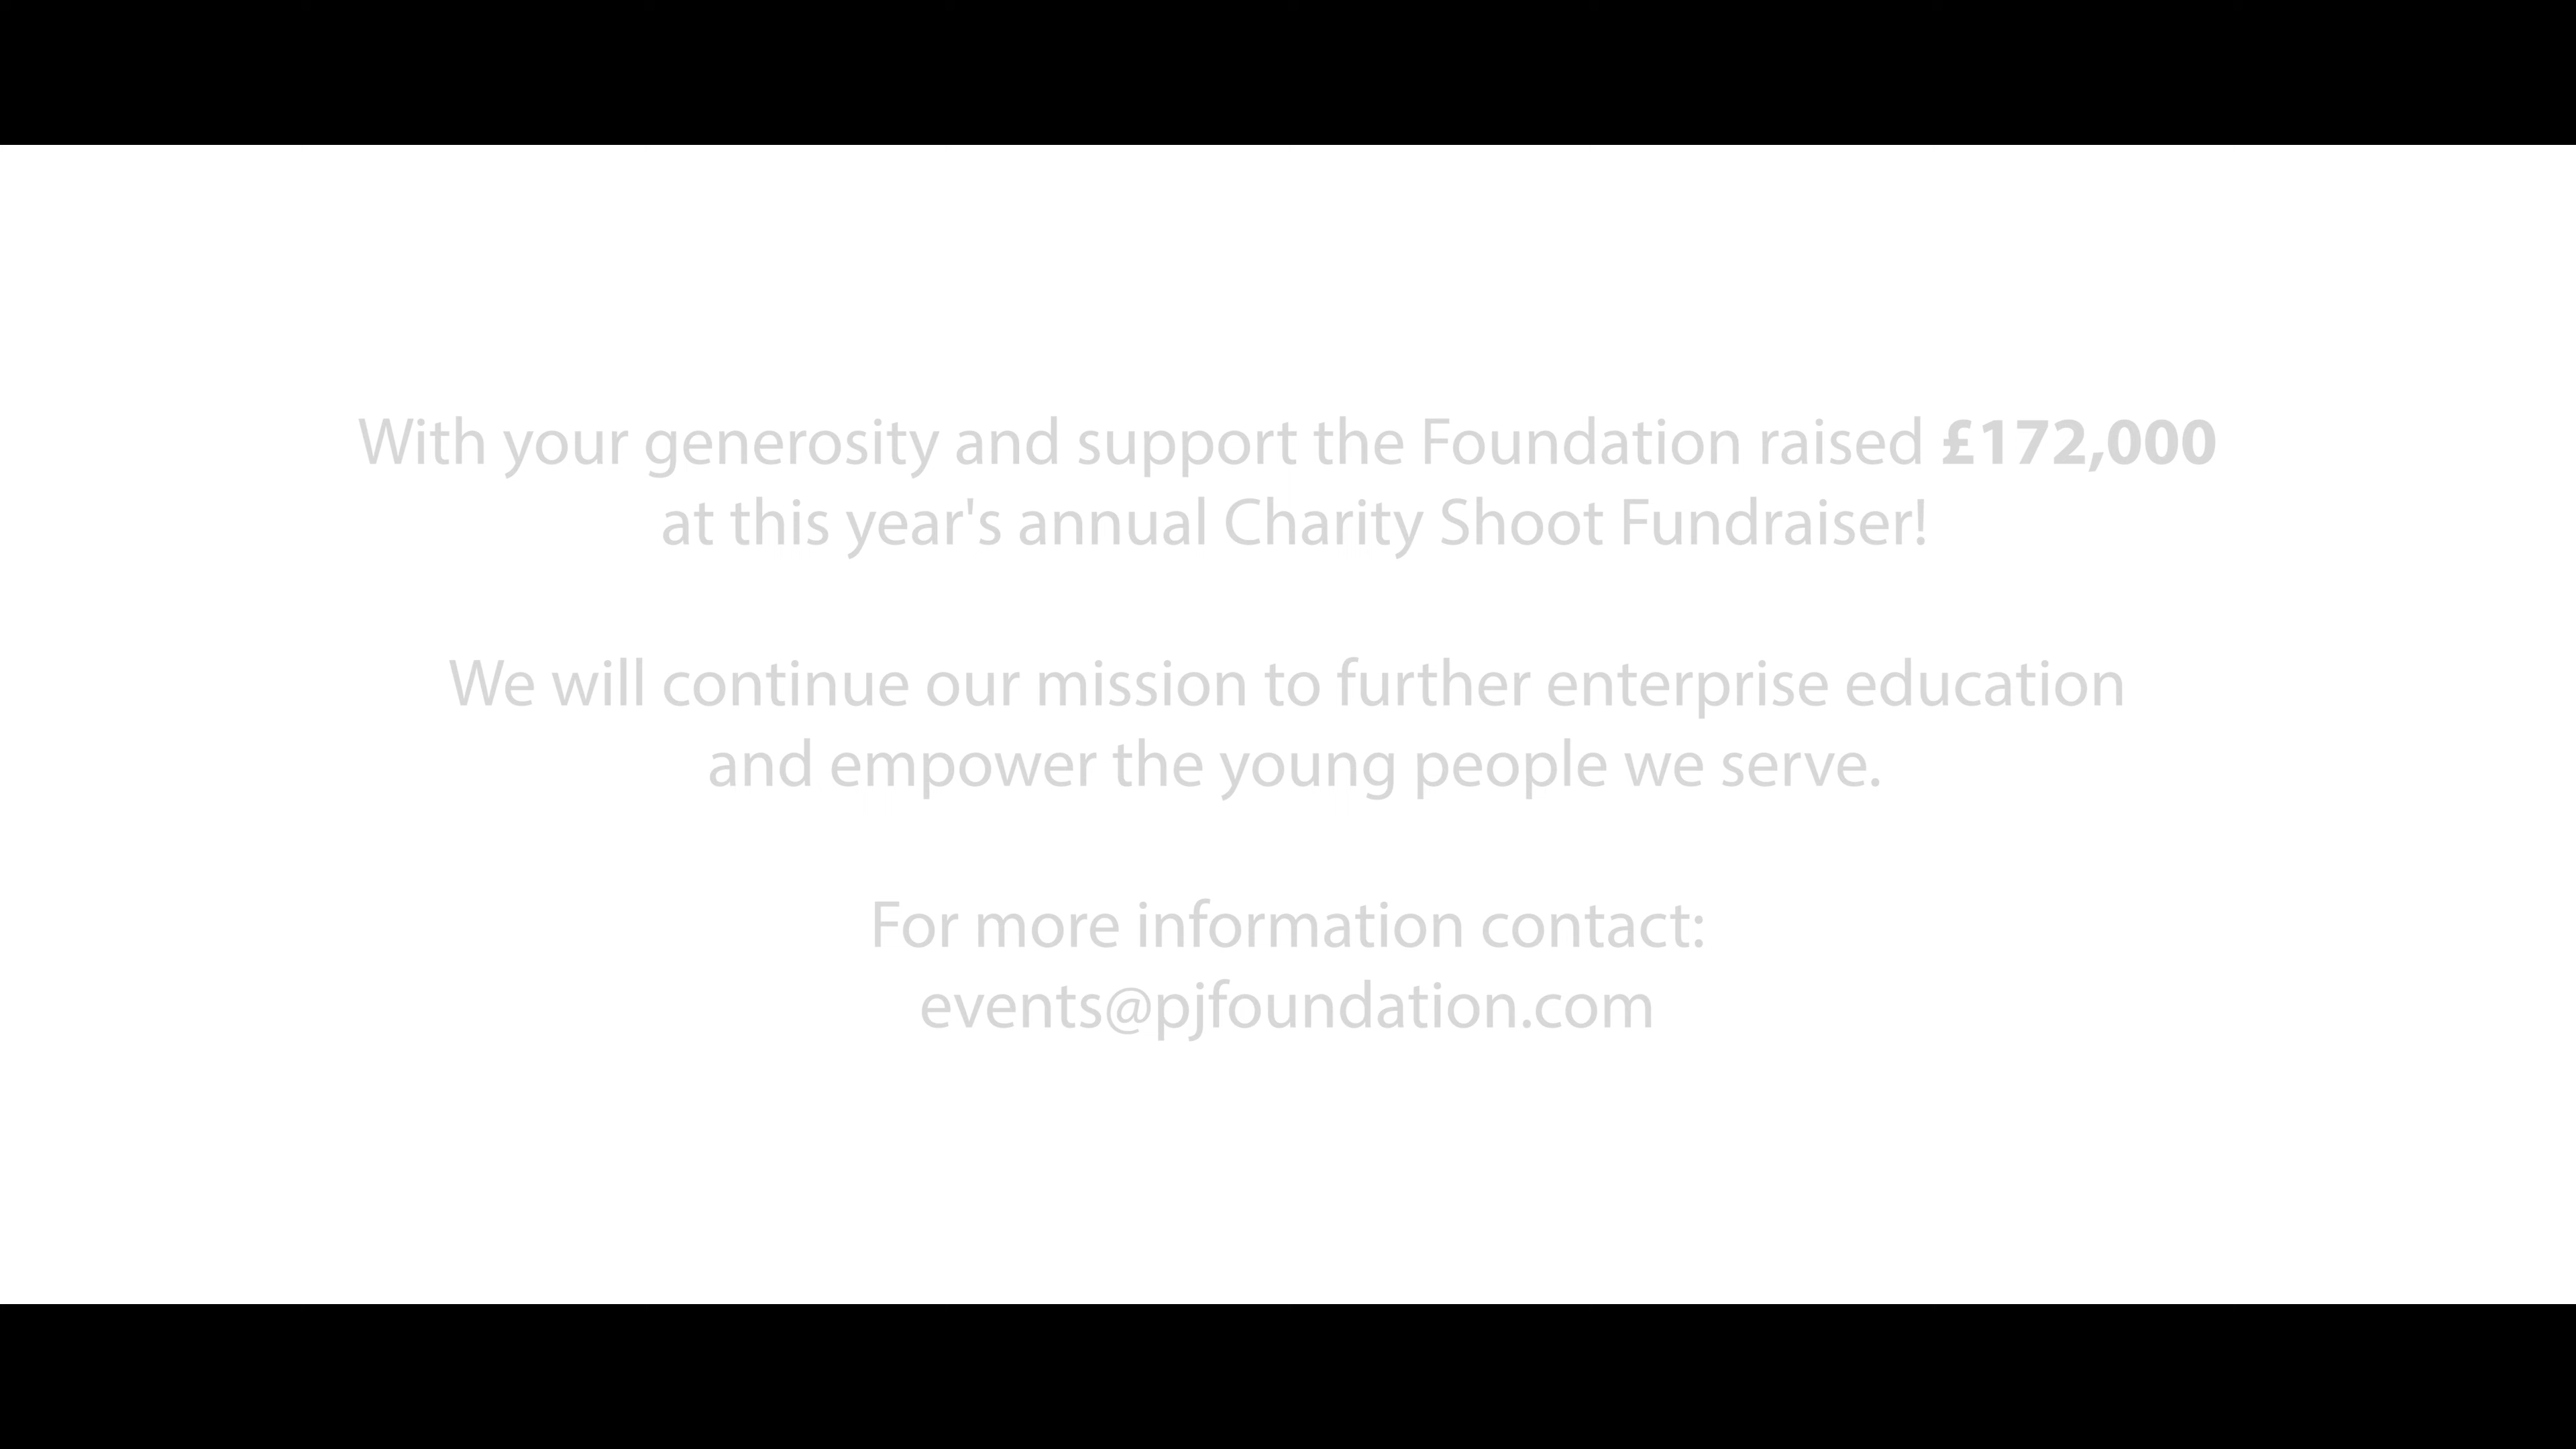 With your generosity and support the Foundation raised £172,000
at this year's annual Charity Shoot Fundraiser!
We will continue our mission to further enterprise education
and empower the young people we serve.
For more information contact:
events@pjfoundation.com